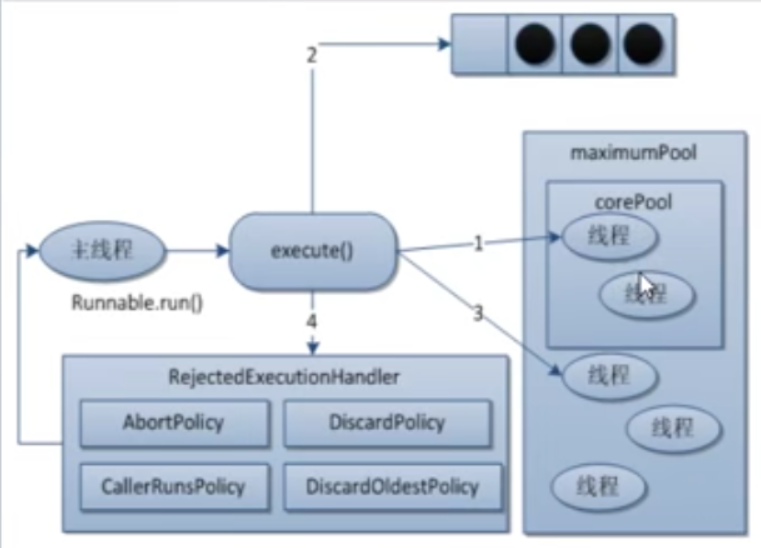 2
maximumPool
corePool
线程
线程
主线程
execute()
1
Runnable.run()
4
3
RejectedExecutionHandler
AbortPolicy
DiscardPolicy
CallerRunsPolicy
DiscardOldestPolicy
线程
线程
线程